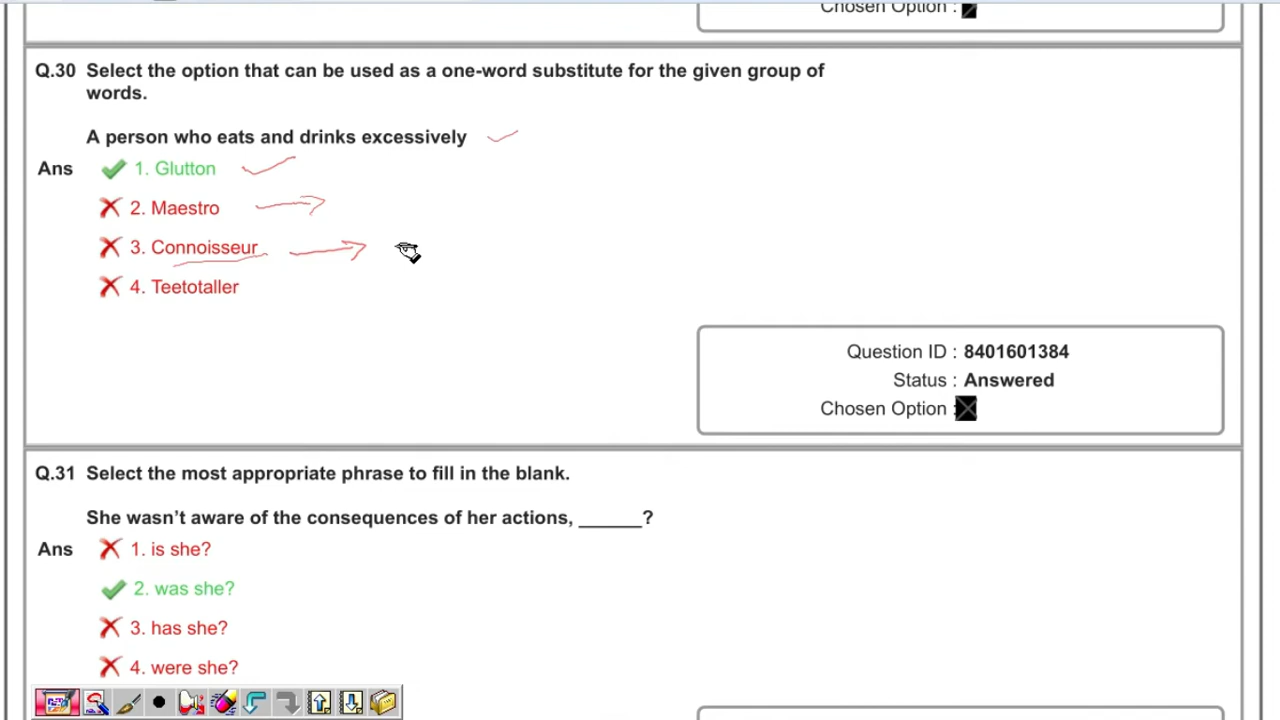 Chosen Option :
Q.30 Select the option that can be used as a one-word substitute for the given group of
words.
A person who eats and drinks excessively
Ans 1. Glutton
2. Maestro
3. Connoisseur
4. Teetotaller
Question ID : 8401601384
Status : Answered
Chosen Option :
Q.31 Select the most appropriate phrase to fill in the blank.
She wasn't aware of the consequences of her actions, ______?
Ans 1. is she?
2. was she?
3. has she?
4. were she?